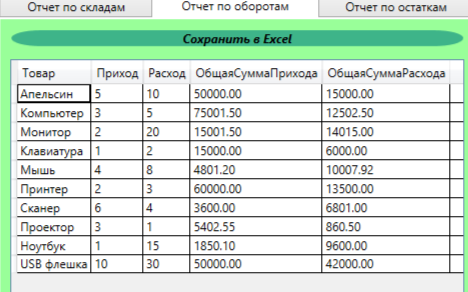 Отчет по складам Отчет по оборотам Отчет по остаткам
Сохранить в Excel
Товар Приход Расход ОбщаяСуммаПрихода ОбщаяСуммаРасхода
Апельсин 5 10 50000.00 15000.00
Компьютер 3 5 75001.50 12502.50
Монитор 2 20 15001.50 14015.00
Клавиатура 1 2 15000.00 6000.00
Мышь 4 8 4801.20 10007.92
Принтер 2 3 60000.00 13500.00
Сканер 6 4 3600.00 6801.00
Проектор 3 1 5402.55 860.50
Ноутбук 1 15 1850.10 9600.00
USB флешка 10 30 50000.00 42000.00